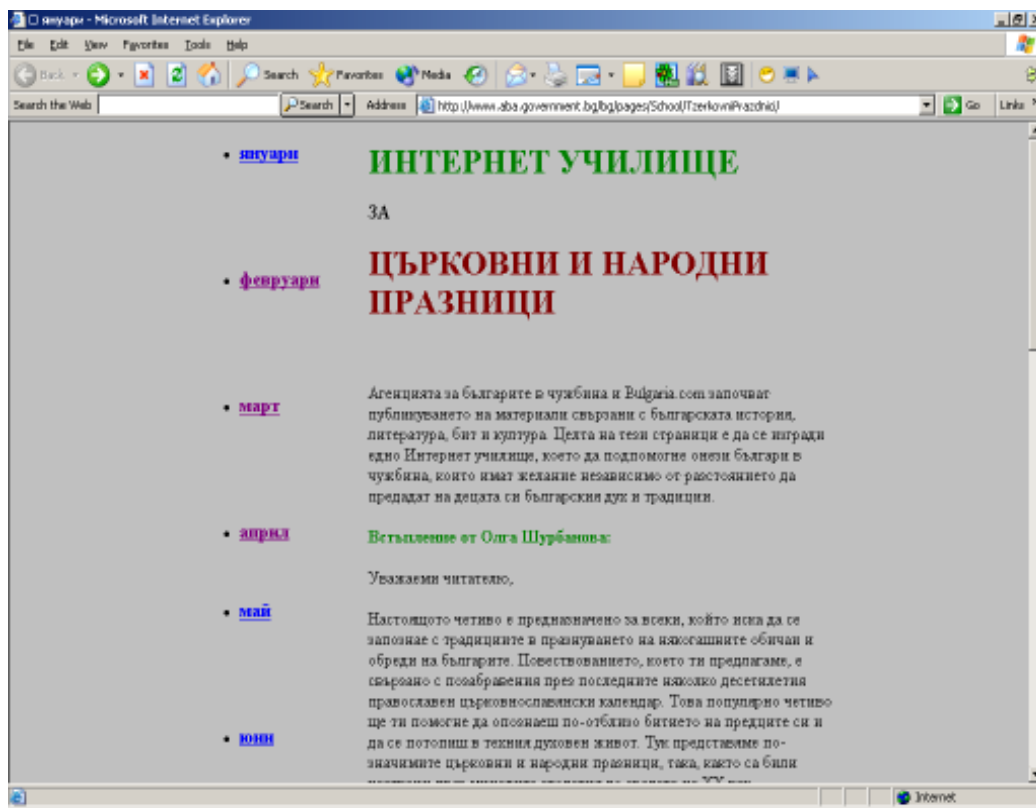 януари - Microsoft Internet Explorer
File Edit View Favorites Tools Help
Back Search Favorites Media
Search the Web Search Address http://www.aba.government.bg/bg/pages/School/TzerkovniPrazdnici/ Go Links
януари
февруари
март
април
май
юни
ИНТЕРНЕТ УЧИЛИЩЕ
ЗА
ЦЪРКОВНИ И НАРОДНИ
ПРАЗНИЦИ
Агенцията за българите в чужбина и Bulgaria.com започват
публикуването на материали свързани с българската история,
литература, бит и култура. Целта на тези страници е да се изгради
едно Интернет училище, което да подпомогне онези българи в
чужбина, които имат желание независимо от разстоянието да
предадат на децата си българския дух и традиции.
Встъпление от Олга Шурбанова:
Уважаеми читателю,
Настоящото четиво е предназначено за всеки, който иска да се
запознае с традициите в празнуването на някогашните обичаи и
обреди на българите. Повествованието, което ти предлагаме, е
свързано с позабравения през последните няколко десетилетия
православен църковнославянски календар. Това популярно четиво
ще ти помогне да опознаеш по-отблизо битието на предците си и
да се потопиш в техния духовен живот. Тук представяме по-
значимите църковни и народни празници, така, както са били
Internet